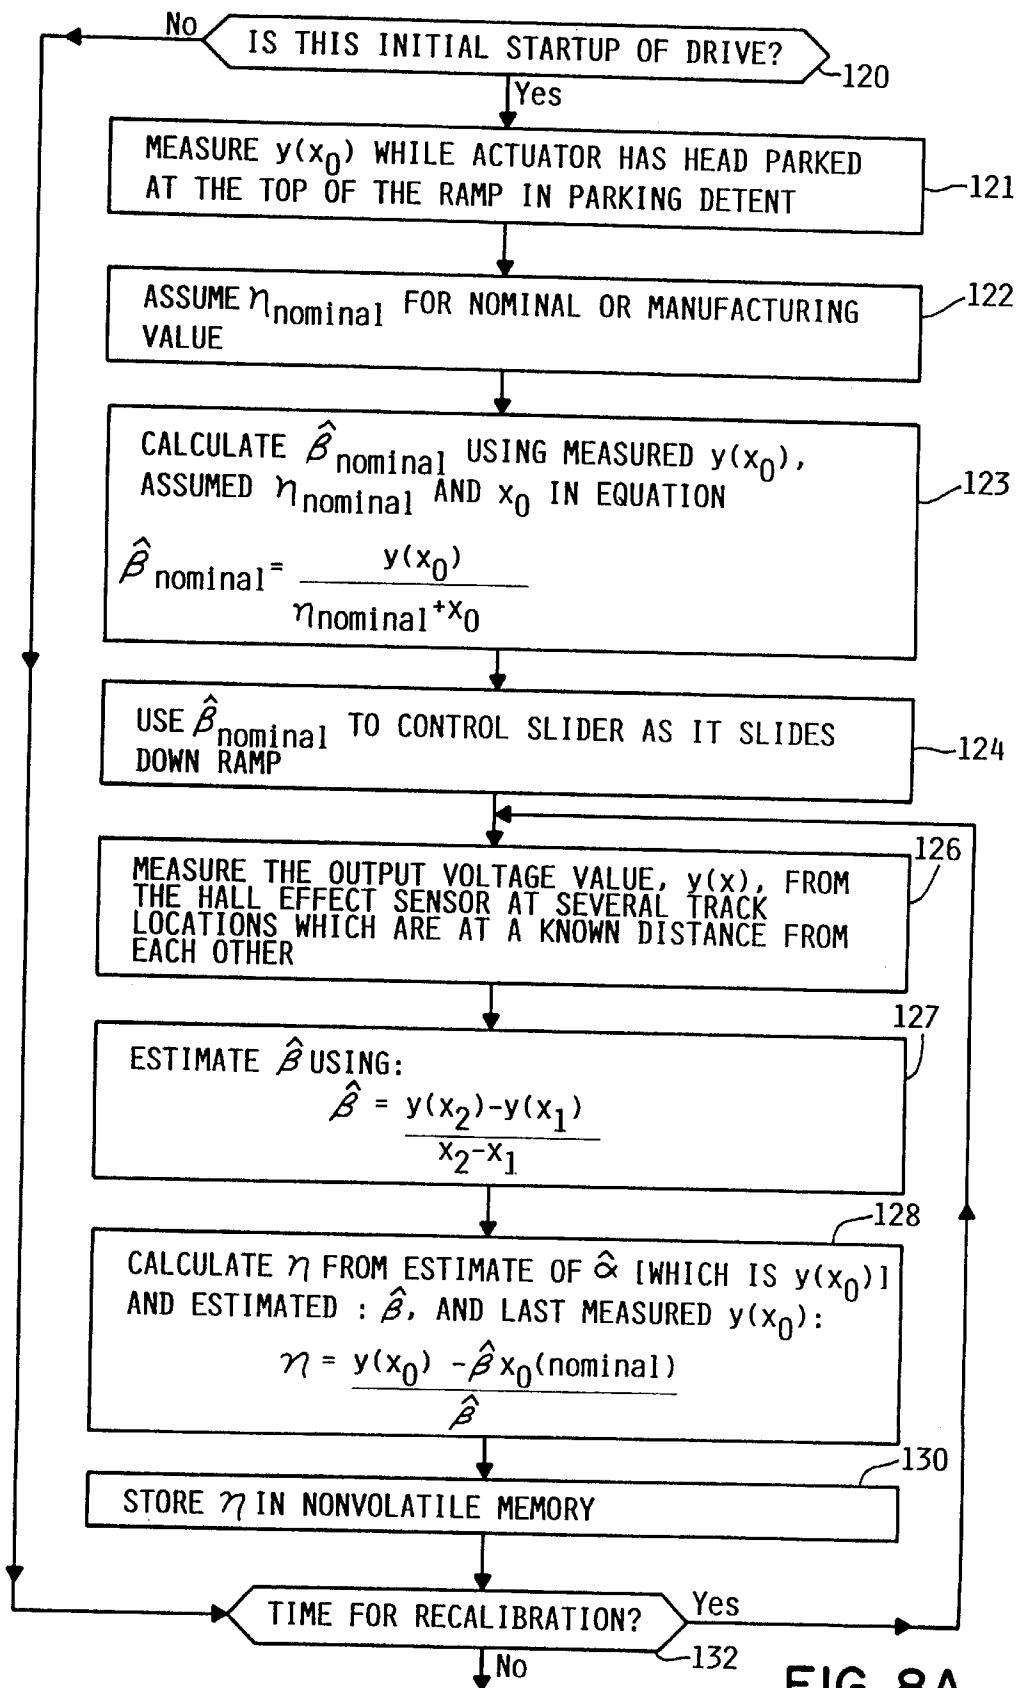 No
IS THIS INITIAL STARTUP OF DRIVE?
120
Yes
MEASURE y(x₀) WHILE ACTUATOR HAS HEAD PARKED
AT THE TOP OF THE RAMP IN PARKING DETENT
121
ASSUME η nominal FOR NOMINAL OR MANUFACTURING
VALUE
122
CALCULATE β̂ nominal USING MEASURED y(x₀),
ASSUMED η nominal AND x₀ IN EQUATION
123
y(x₀)
β̂ nominal =
η nominal+x₀
USE β̂ nominal TO CONTROL SLIDER AS IT SLIDES
DOWN RAMP
124
126
MEASURE THE OUTPUT VOLTAGE VALUE, y(x), FROM
THE HALL EFFECT SENSOR AT SEVERAL TRACK
LOCATIONS WHICH ARE AT A KNOWN DISTANCE FROM
EACH OTHER
127
ESTIMATE β̂ USING:
β̂ = y(x₂)-y(x₁)
x₂-x₁
128
CALCULATE η FROM ESTIMATE OF α̂ [WHICH IS y(x₀)]
AND ESTIMATED : β̂, AND LAST MEASURED y(x₀):
η = y(x₀) -β̂ x₀(nominal)
β̂
130
STORE η IN NONVOLATILE MEMORY
TIME FOR RECALIBRATION?
Yes
132
No
FIG. 8A